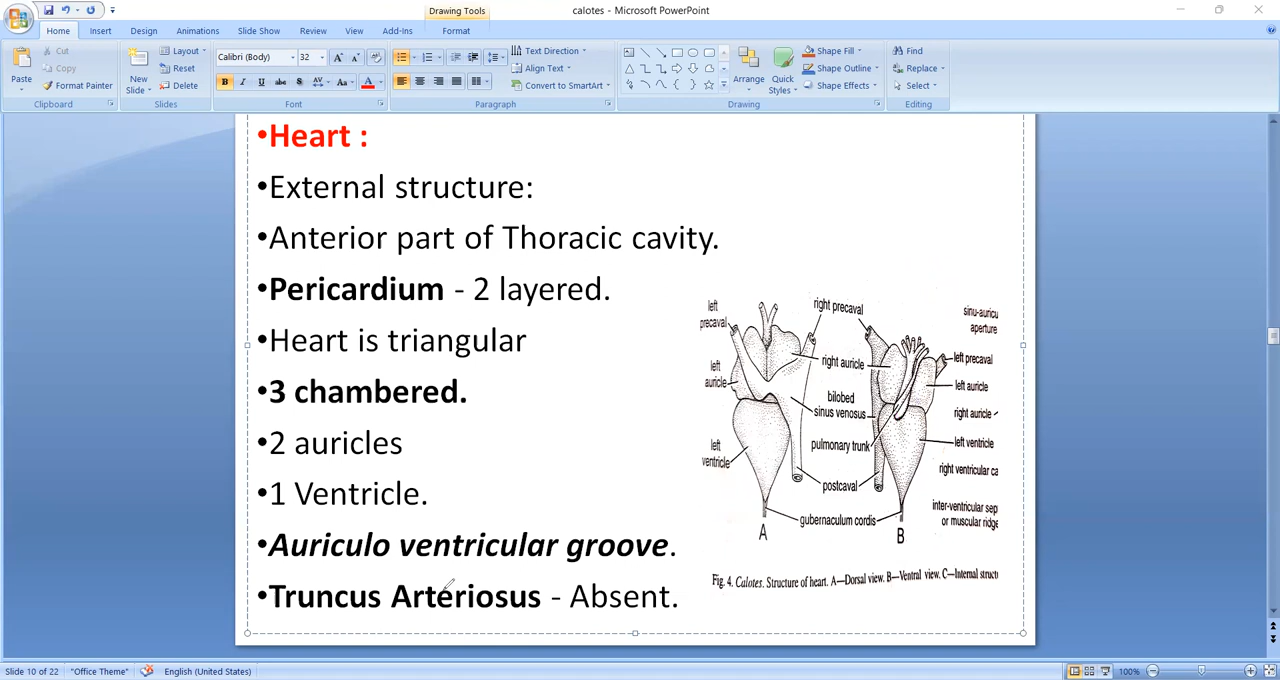 Drawing Tools
calotes - Microsoft PowerPoint
Home Insert Design Animations Slide Show Review View Add-Ins Format
Paste
Cut
Copy
Format Painter
Clipboard
New Slide
Layout
Reset
Delete
Slides
Calibri (Body) 32
B I U abc S AV Aa A
Font
Text Direction
Align Text
Convert to SmartArt
Paragraph
Arrange
Quick Styles
Shape Fill
Shape Outline
Shape Effects
Drawing
Find
Replace
Select
Editing
•Heart :
•External structure:
•Anterior part of Thoracic cavity.
•Pericardium - 2 layered.
•Heart is triangular
•3 chambered.
•2 auricles
•1 Ventricle.
•Auriculo ventricular groove.
•Truncus Arteriosus - Absent.
left precaval
right precaval
left auricle
right auricle
bilobed sinus venosus
left ventricle
pulmonary trunk
postcaval
gubernaculum cordis
A
B
left precaval
left auricle
left ventricle
sinu-auricu
aperture
right auricle
right ventricular ca
inter-ventricular sep
or muscular ridge
Fig. 4. Calotes. Structure of heart. A—Dorsal view. B—Ventral view. C—Internal struct
Slide 10 of 22 "Office Theme" English (United States) 100%